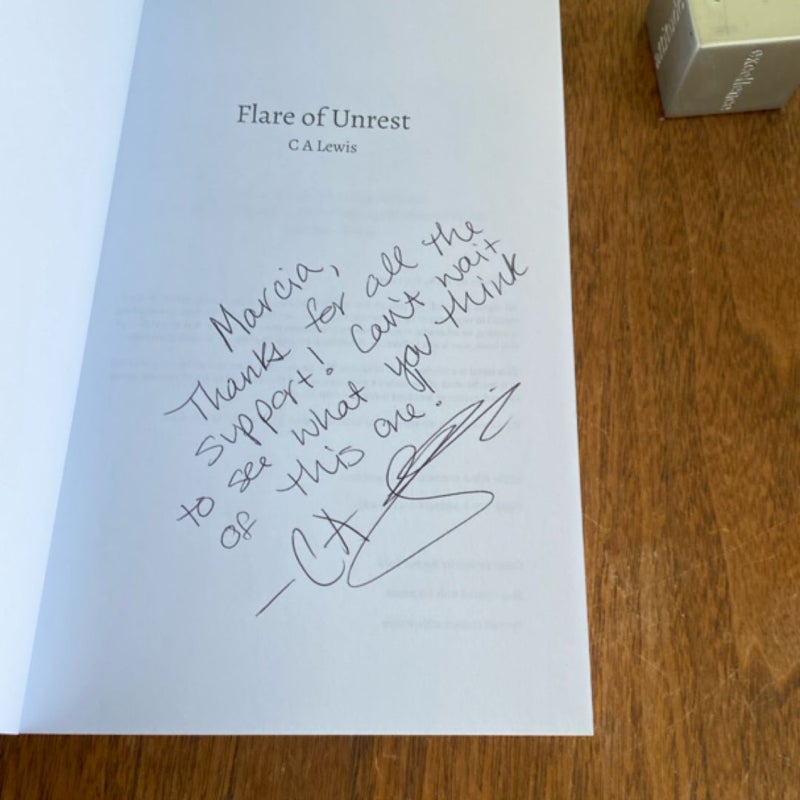 Flare of Unrest
C A Lewis
Marcia,
Thanks for all the
support! Can't wait
to see what you think
of this one.
-CA
excellence